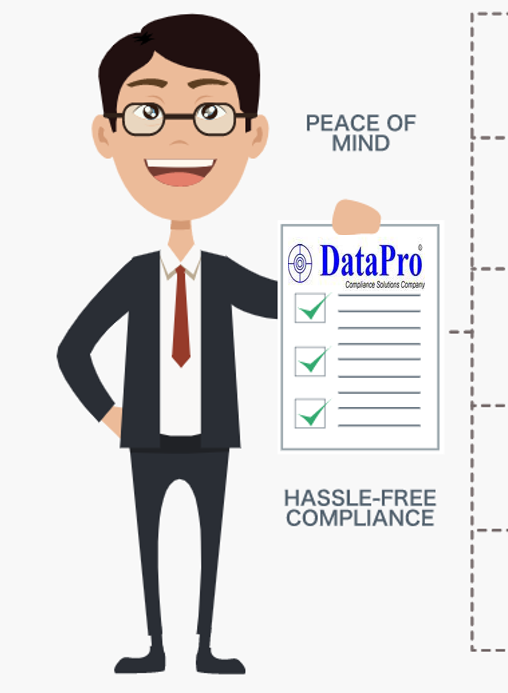 PEACE OF
MIND
DataPro®
Compliance Solutions Company
HASSLE-FREE
COMPLIANCE